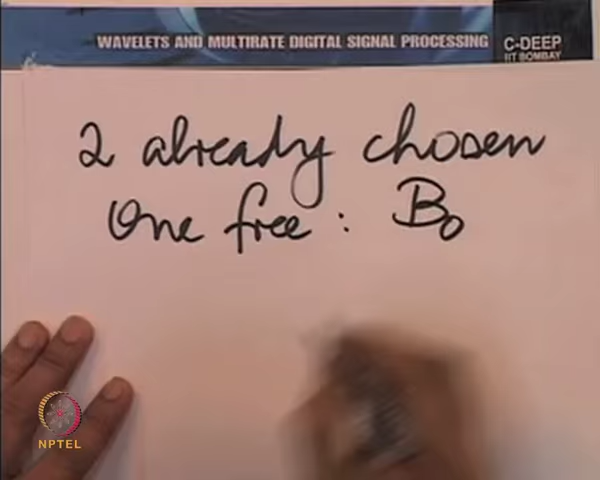 WAVELETS AND MULTIRATE DIGITAL SIGNAL PROCESSING
C-DEEP
IIT BOMBAY
2 already chosen
One free : B0
NPTEL